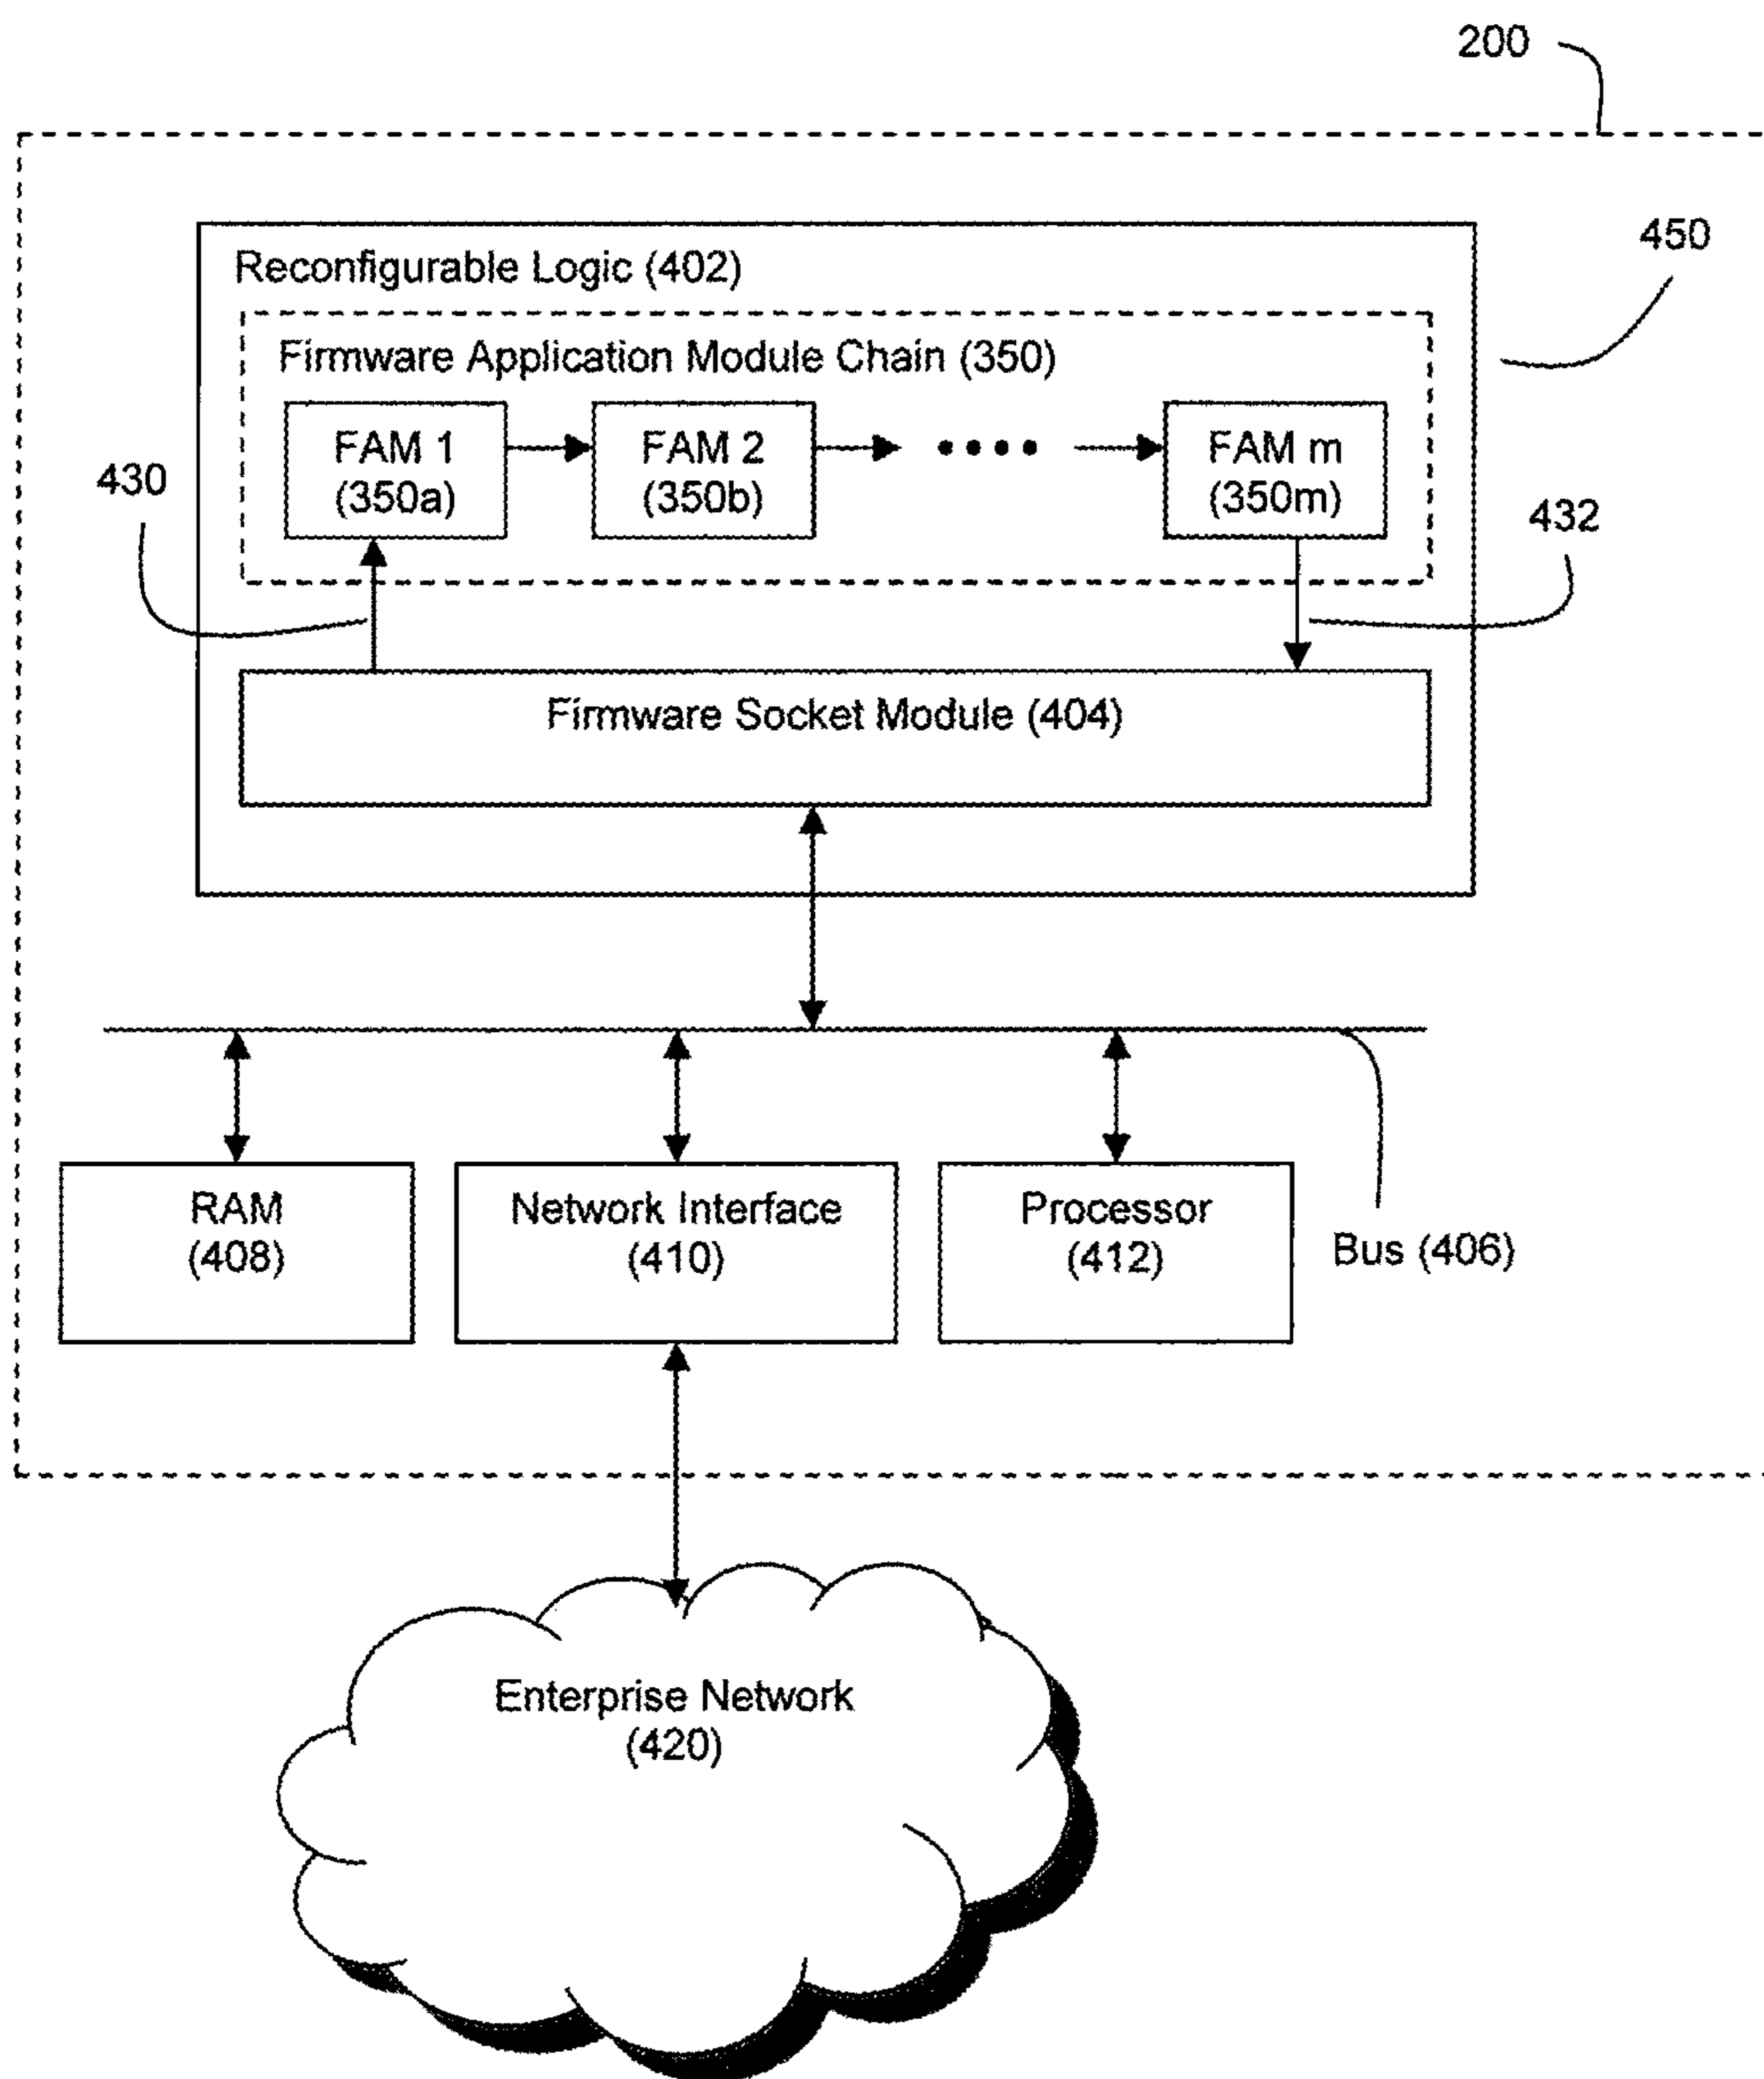 200
450
Reconfigurable Logic (402)
Firmware Application Module Chain (350)
FAM 1
(350a)
FAM 2
(350b)
FAM m
(350m)
430
432
Firmware Socket Module (404)
RAM
(408)
Network Interface
(410)
Processor
(412)
Bus (406)
Enterprise Network
(420)